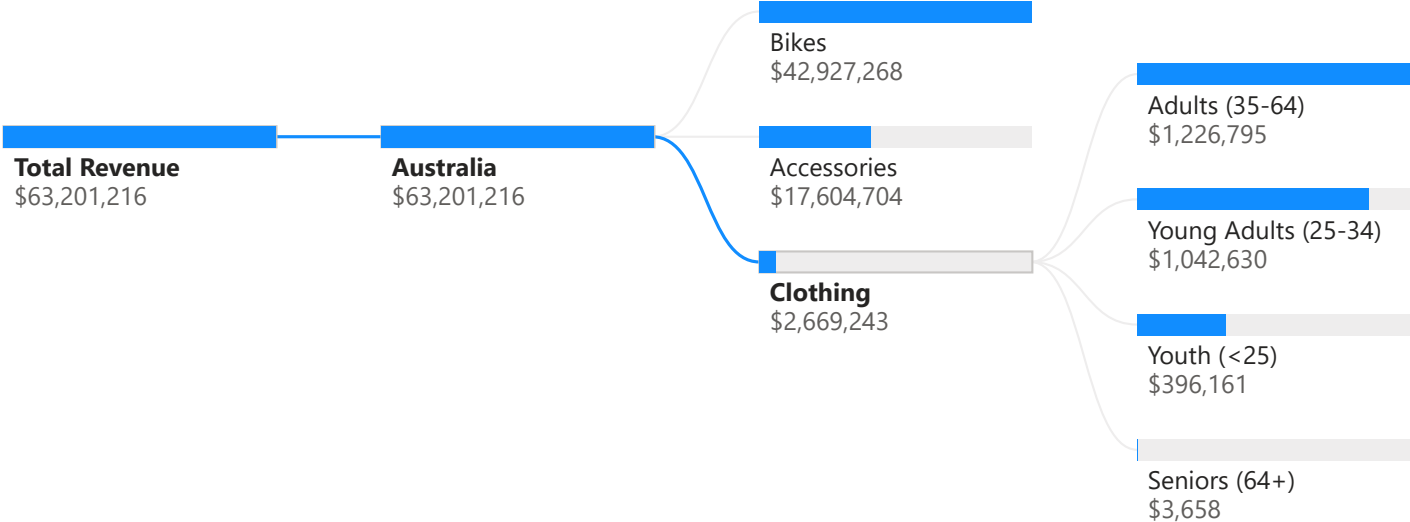 Total Revenue
$63,201,216
Australia
$63,201,216
Bikes
$42,927,268
Accessories
$17,604,704
Clothing
$2,669,243
Adults (35-64)
$1,226,795
Young Adults (25-34)
$1,042,630
Youth (<25)
$396,161
Seniors (64+)
$3,658